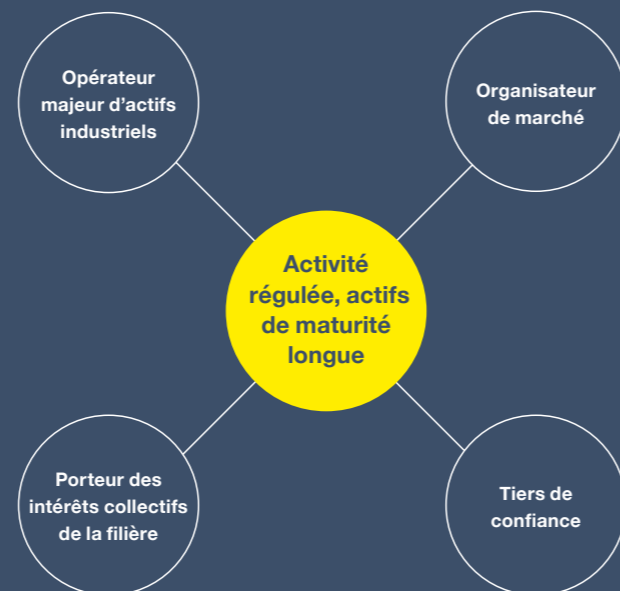 Opérateur
majeur d'actifs
industriels
Organisateur
de marché
Activité
régulée, actifs
de maturité
longue
Porteur des
intérêts collectifs
de la filière
Tiers de
confiance